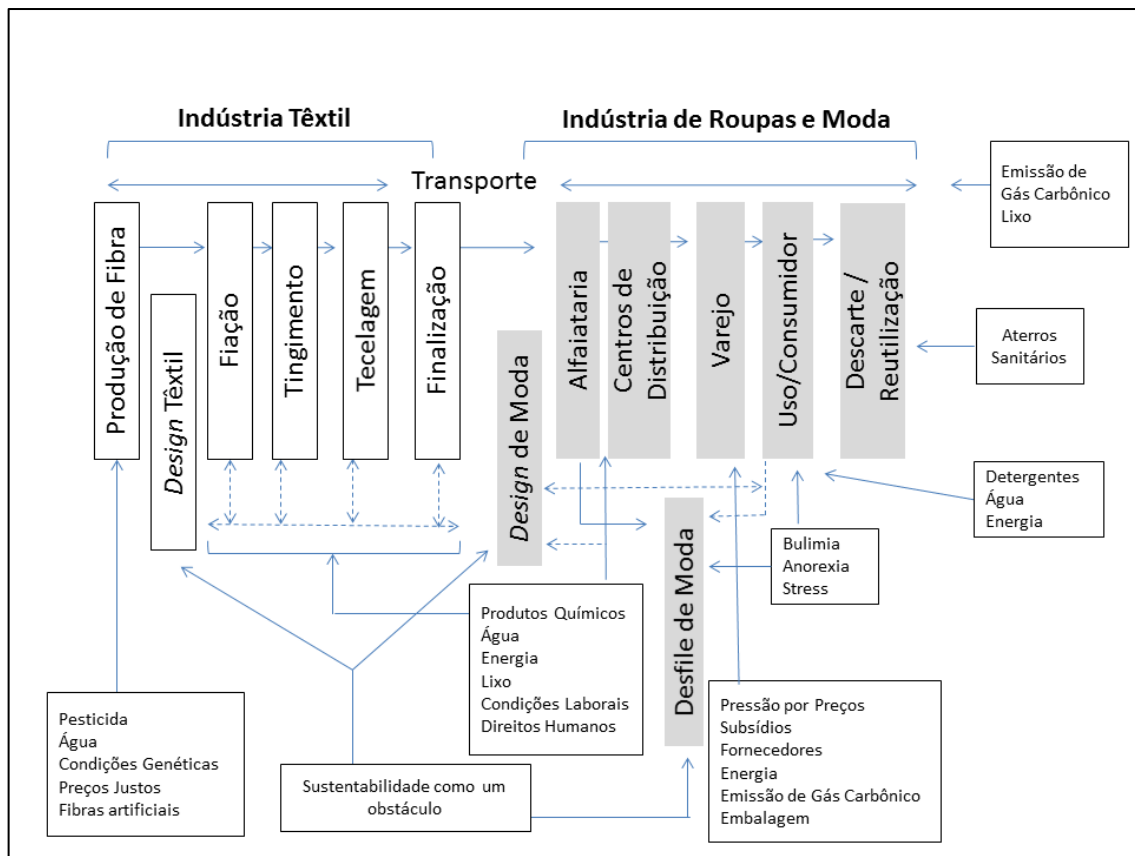 Indústria Têxtil
Indústria de Roupas e Moda
Transporte
Emissão de
Gás Carbônico
Lixo
Produção de Fibra
Design Têxtil
Fiação
Tingimento
Tecelagem
Finalização
Design de Moda
Alfaiataria
Centros de
Distribuição
Varejo
Uso/Consumidor
Descarte /
Reutilização
Desfile de Moda
Aterros
Sanitários
Detergentes
Água
Energia
Bulimia
Anorexia
Stress
Produtos Químicos
Água
Energia
Lixo
Condições Laborais
Direitos Humanos
Pesticida
Água
Condições Genéticas
Preços Justos
Fibras artificiais
Sustentabilidade como um
obstáculo
Pressão por Preços
Subsídios
Fornecedores
Energia
Emissão de Gás Carbônico
Embalagem